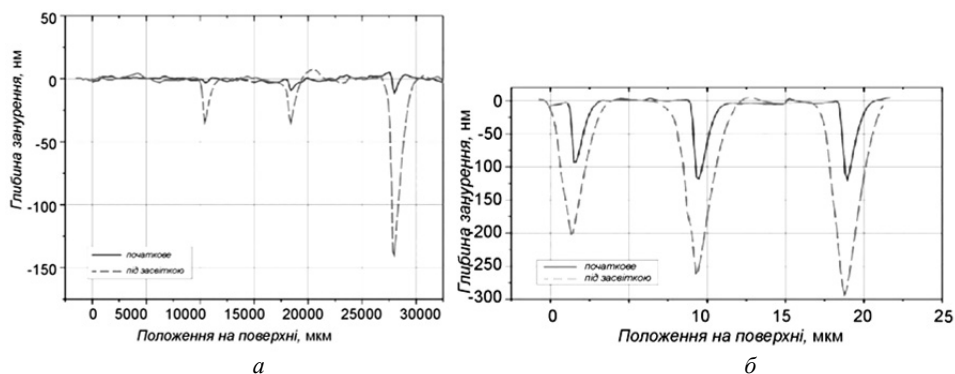 50
0
-50
-100
-150
Глибина занурення, нм
початкове
під засвіткою
0 5000 10000 15000 20000 25000 30000
Положення на поверхні, мкм
а
0
-50
-100
-150
-200
-250
-300
Глибина занурення, нм
початкове
під засвіткою
0 5 10 15 20 25
Положення на поверхні, мкм
б